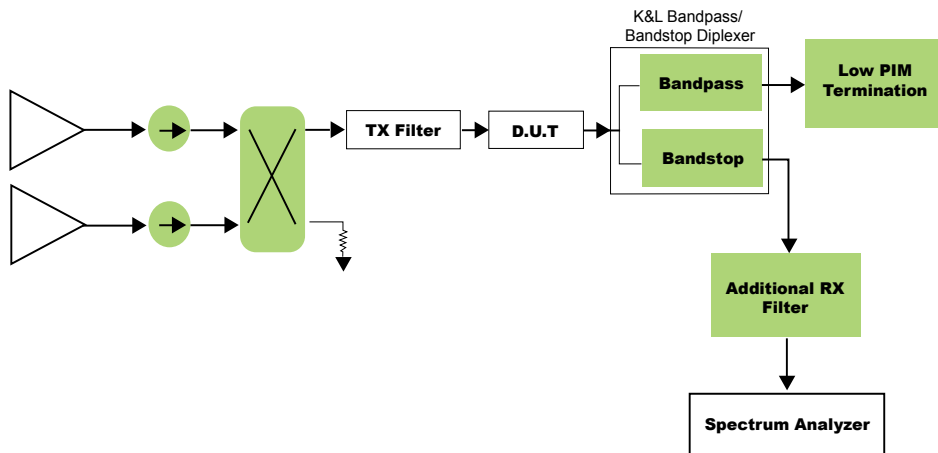 K&L Bandpass/
Bandstop Diplexer
Bandpass
Low PIM
Termination
TX Filter
D.U.T
Bandstop
Additional RX
Filter
Spectrum Analyzer